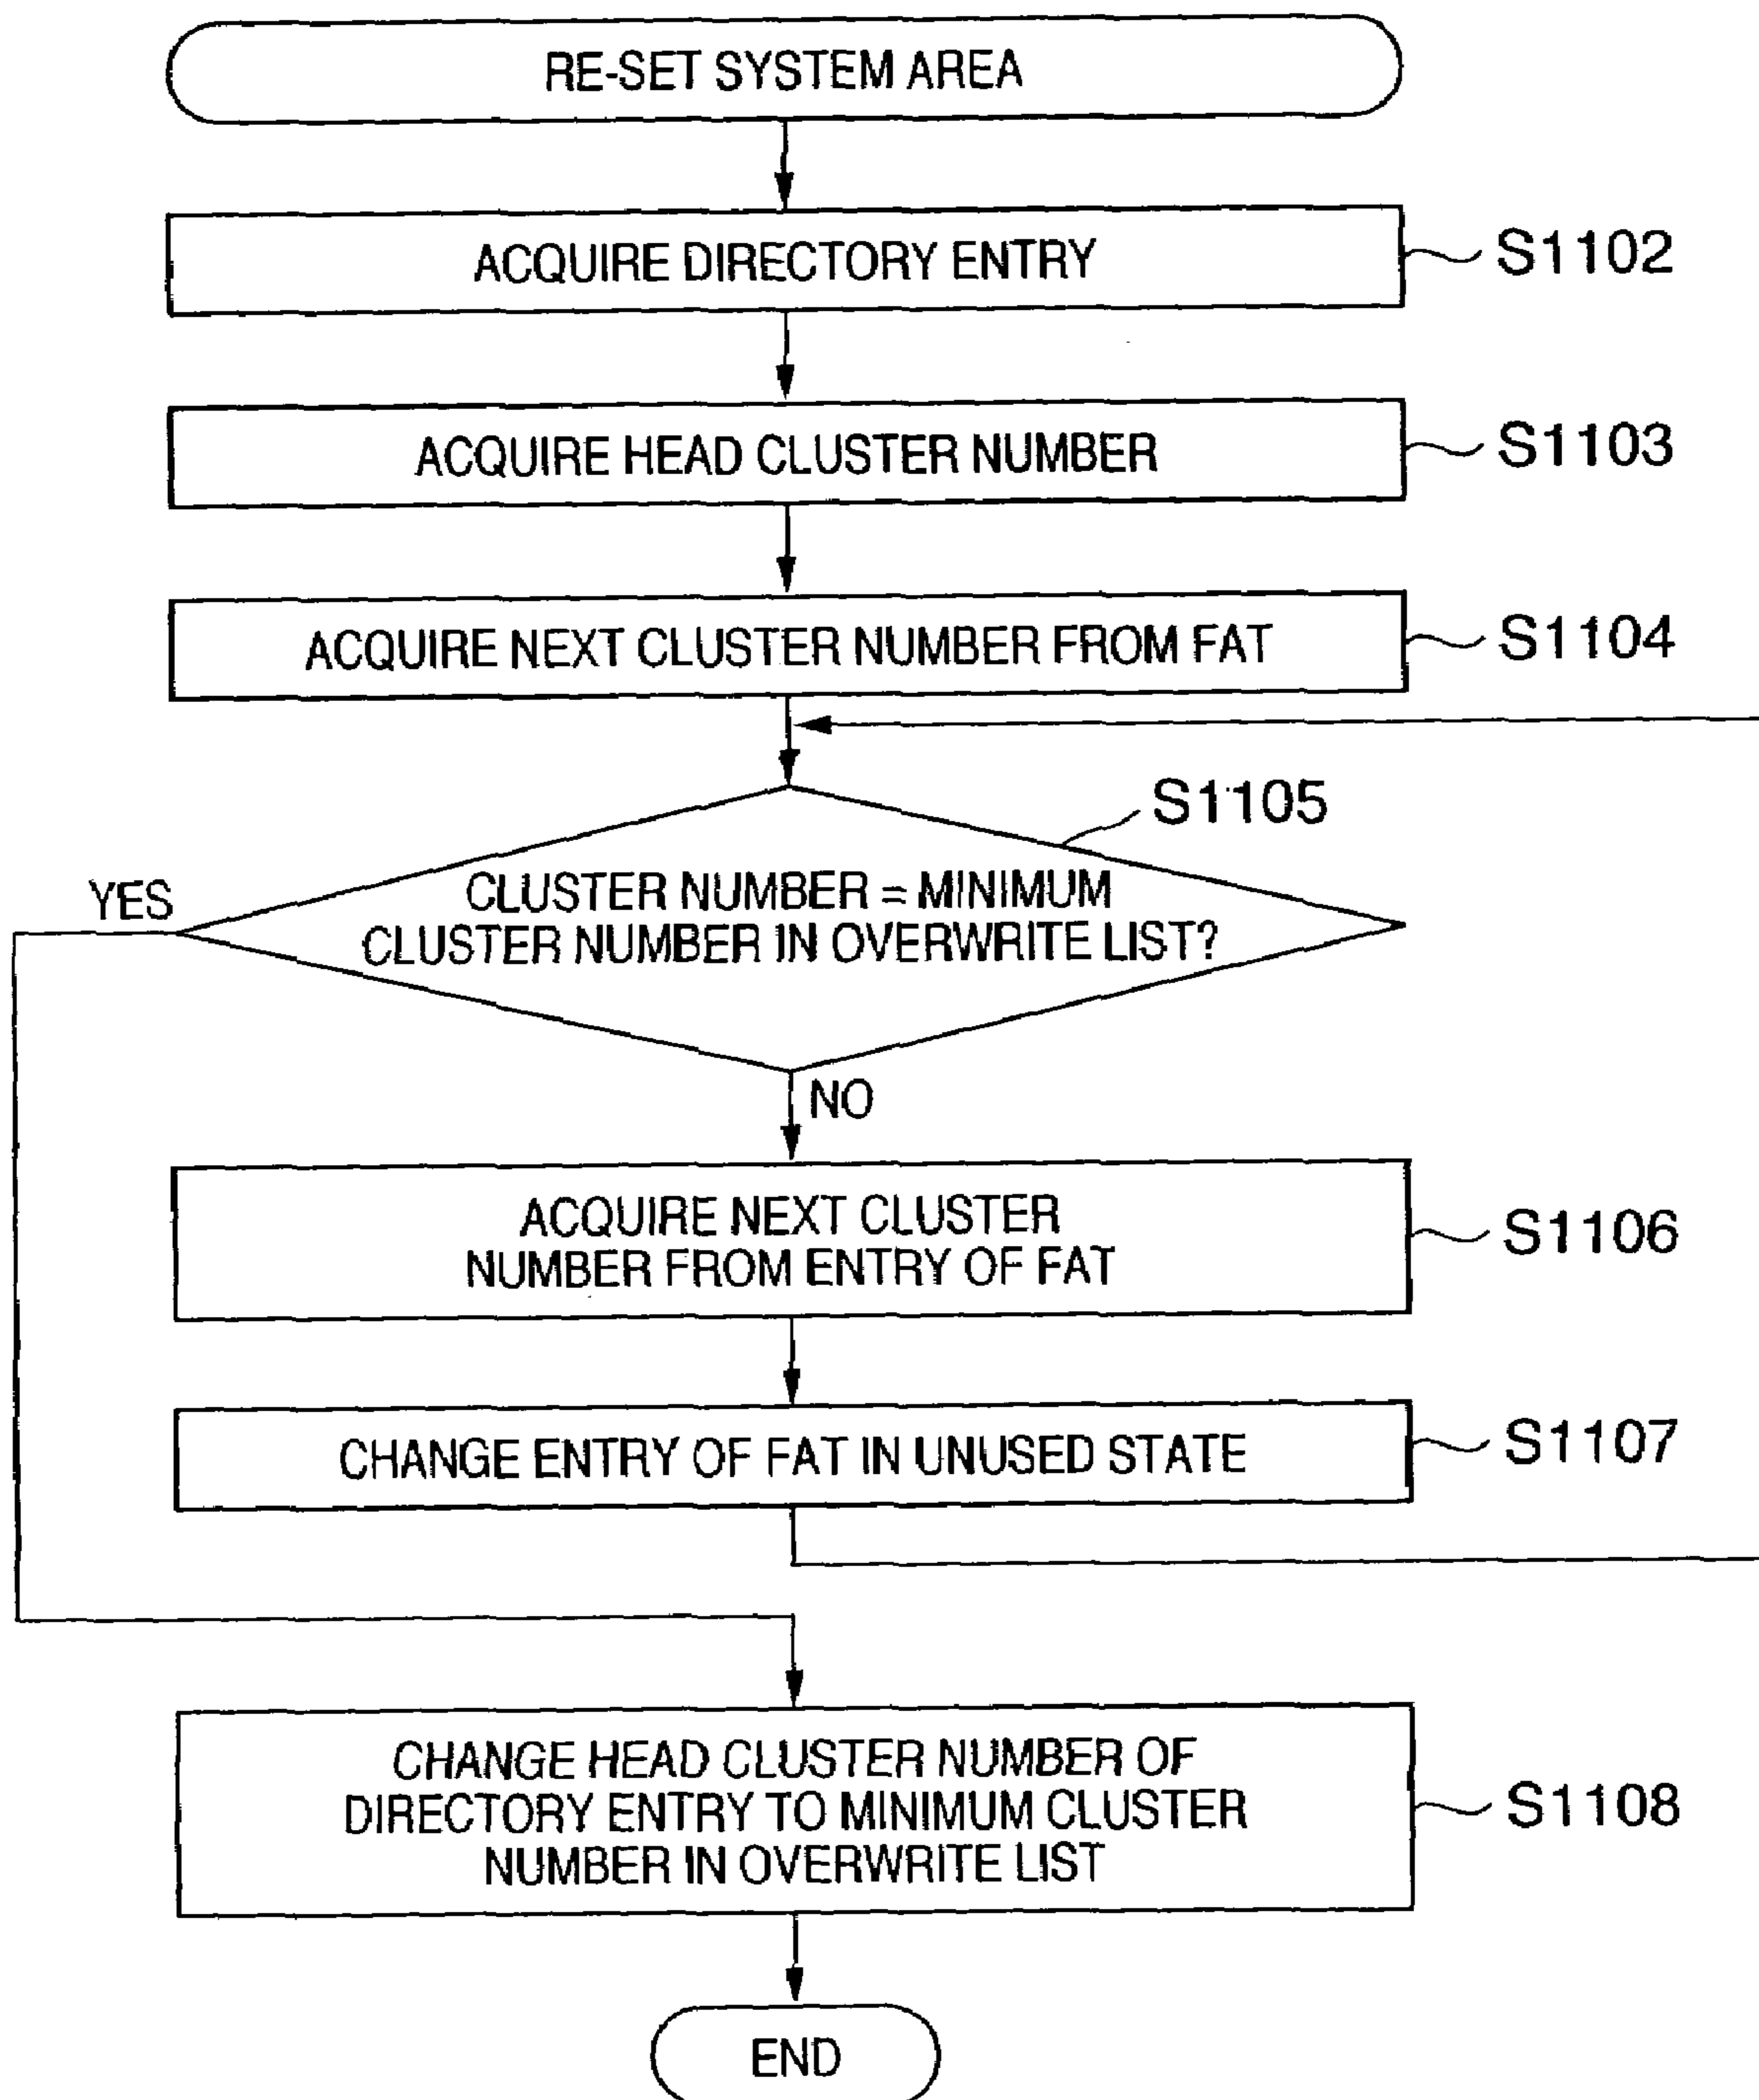 RE-SET SYSTEM AREA
ACQUIRE DIRECTORY ENTRY
S1102
ACQUIRE HEAD CLUSTER NUMBER
S1103
ACQUIRE NEXT CLUSTER NUMBER FROM FAT
S1104
S1105
YES
CLUSTER NUMBER = MINIMUM
CLUSTER NUMBER IN OVERWRITE LIST?
NO
ACQUIRE NEXT CLUSTER
NUMBER FROM ENTRY OF FAT
S1106
CHANGE ENTRY OF FAT IN UNUSED STATE
S1107
CHANGE HEAD CLUSTER NUMBER OF
DIRECTORY ENTRY TO MINIMUM CLUSTER
NUMBER IN OVERWRITE LIST
S1108
END